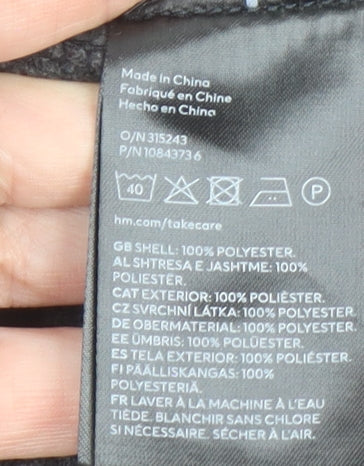 Made in China
Fabriqué en Chine
Hecho en China
O/N 315243
P/N 1084373 6
40 P
hm.com/takecare
GB SHELL: 100% POLYESTER.
AL SHTRESA E JASHTME: 100%
POLIESTËR.
CAT EXTERIOR: 100% POLIÈSTER.
CZ SVRCHNÍ LÁTKA: 100% POLYESTER.
DE OBERMATERIAL: 100% POLYESTER.
EE ÜMBRIS: 100% POLÜESTER.
ES TELA EXTERIOR: 100% POLIÉSTER.
FI PÄÄLLISKANGAS: 100%
POLYESTERIÄ.
FR LAVER À LA MACHINE À L'EAU
TIÈDE. BLANCHIR SANS CHLORE
SI NÉCESSAIRE. SÉCHER À L'AIR.